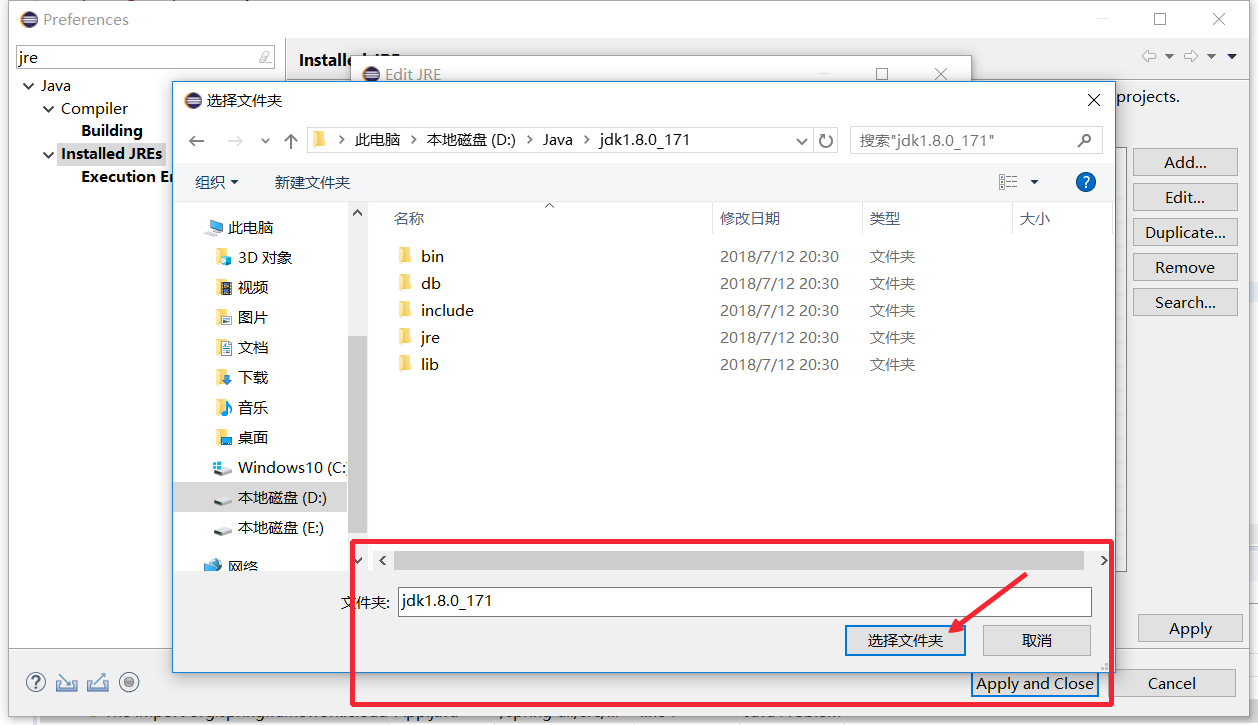 Preferences
jre
Java
Compiler
Building
Installed JREs
Execution
Edit JRE
projects.
Add...
Edit...
Duplicate...
Remove
Search...
选择文件夹
此电脑 本地磁盘 (D:) Java jdk1.8.0_171
搜索"jdk1.8.0_171"
组织
新建文件夹
?
此电脑
3D 对象
视频
图片
文档
下载
音乐
桌面
Windows10 (C:
本地磁盘 (D:)
本地磁盘 (E:)
网络
名称 修改日期 类型 大小
bin 2018/7/12 20:30 文件夹
db 2018/7/12 20:30 文件夹
include 2018/7/12 20:30 文件夹
jre 2018/7/12 20:30 文件夹
lib 2018/7/12 20:30 文件夹
文件夹: jdk1.8.0_171
选择文件夹 取消
Apply
?
Apply and Close
Cancel